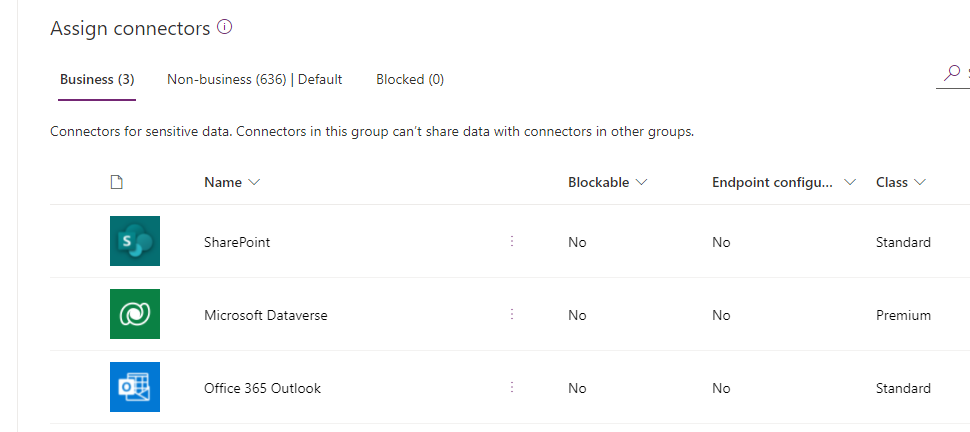 Assign connectors
Business (3) Non-business (636) | Default Blocked (0)
Connectors for sensitive data. Connectors in this group can't share data with connectors in other groups.
Name Blockable Endpoint configu... Class
SharePoint No No Standard
Microsoft Dataverse No No Premium
Office 365 Outlook No No Standard